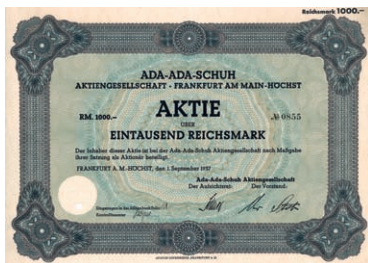 Reichsmark 1000.–
ADA-ADA-SCHUH
AKTIENGESELLSCHAFT · FRANKFURT AM MAIN-HÖCHST
AKTIE
RM. 1000.– № 0855
ÜBER
EINTAUSEND REICHSMARK
Der Inhaber dieser Aktie ist bei der Ada-Ada-Schuh Aktiengesellschaft nach Maßgabe
ihrer Satzung als Aktionär beteiligt.
FRANKFURT A. M.-HÖCHST, den 1. September 1937
Ada-Ada-Schuh Aktiengesellschaft
Der Aufsichtsrat: Der Vorstand: